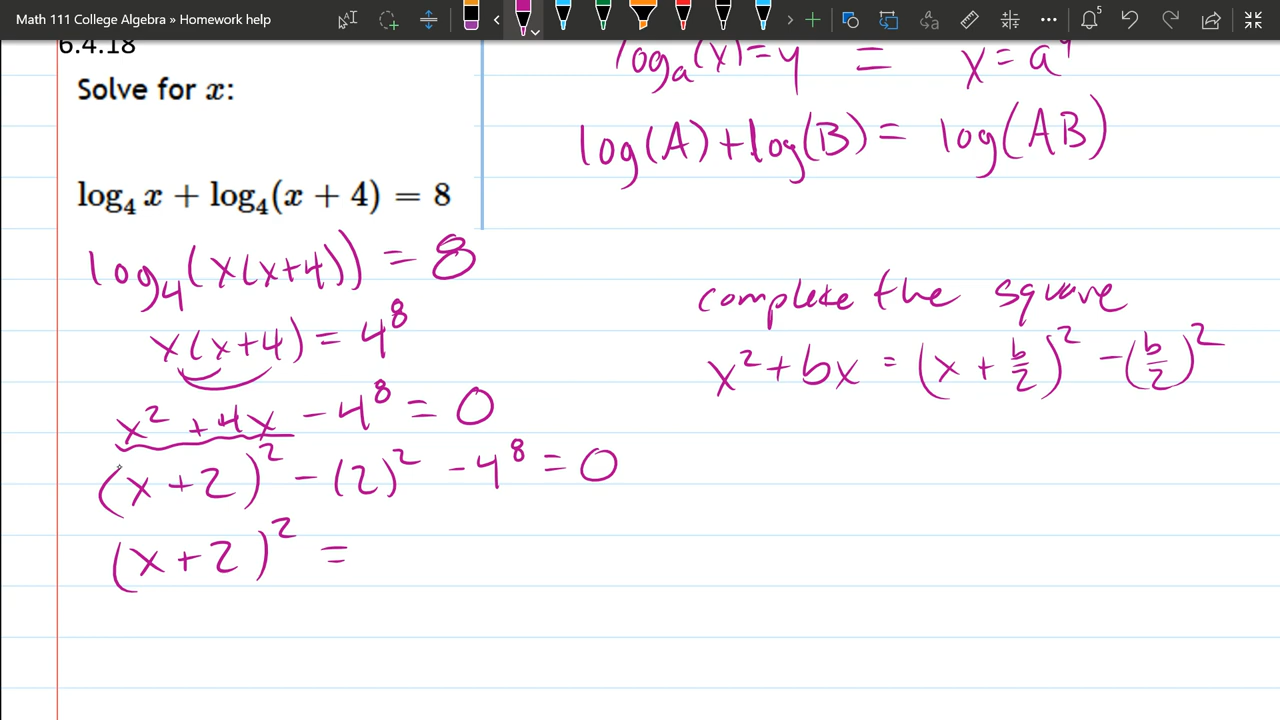 Math 111 College Algebra » Homework help
5
6.4.18
Solve for x:
log₄ x + log₄(x + 4) = 8
logₐ(x) = y = x = a^y
log(A) + log(B) = log(AB)
log₄(x(x+4)) = 8
x(x+4) = 4⁸
x² + 4x - 4⁸ = 0
(x + 2)² - (2)² - 4⁸ = 0
(x + 2)² =
complete the square
x² + bx = (x + b/2)² - (b/2)²